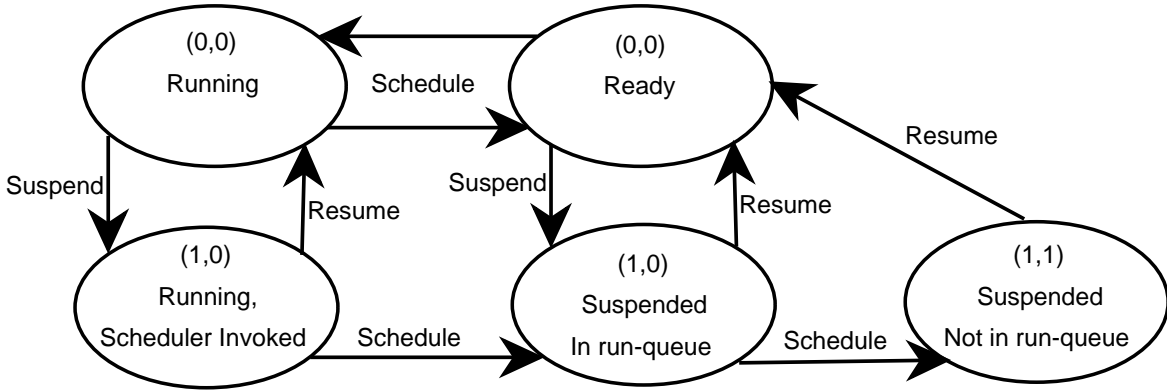 (0,0)
Running
Schedule
(0,0)
Ready
Resume
Suspend
Resume
Suspend
Resume
(1,0)
Running,
Scheduler Invoked
Schedule
(1,0)
Suspended
In run-queue
Schedule
(1,1)
Suspended
Not in run-queue